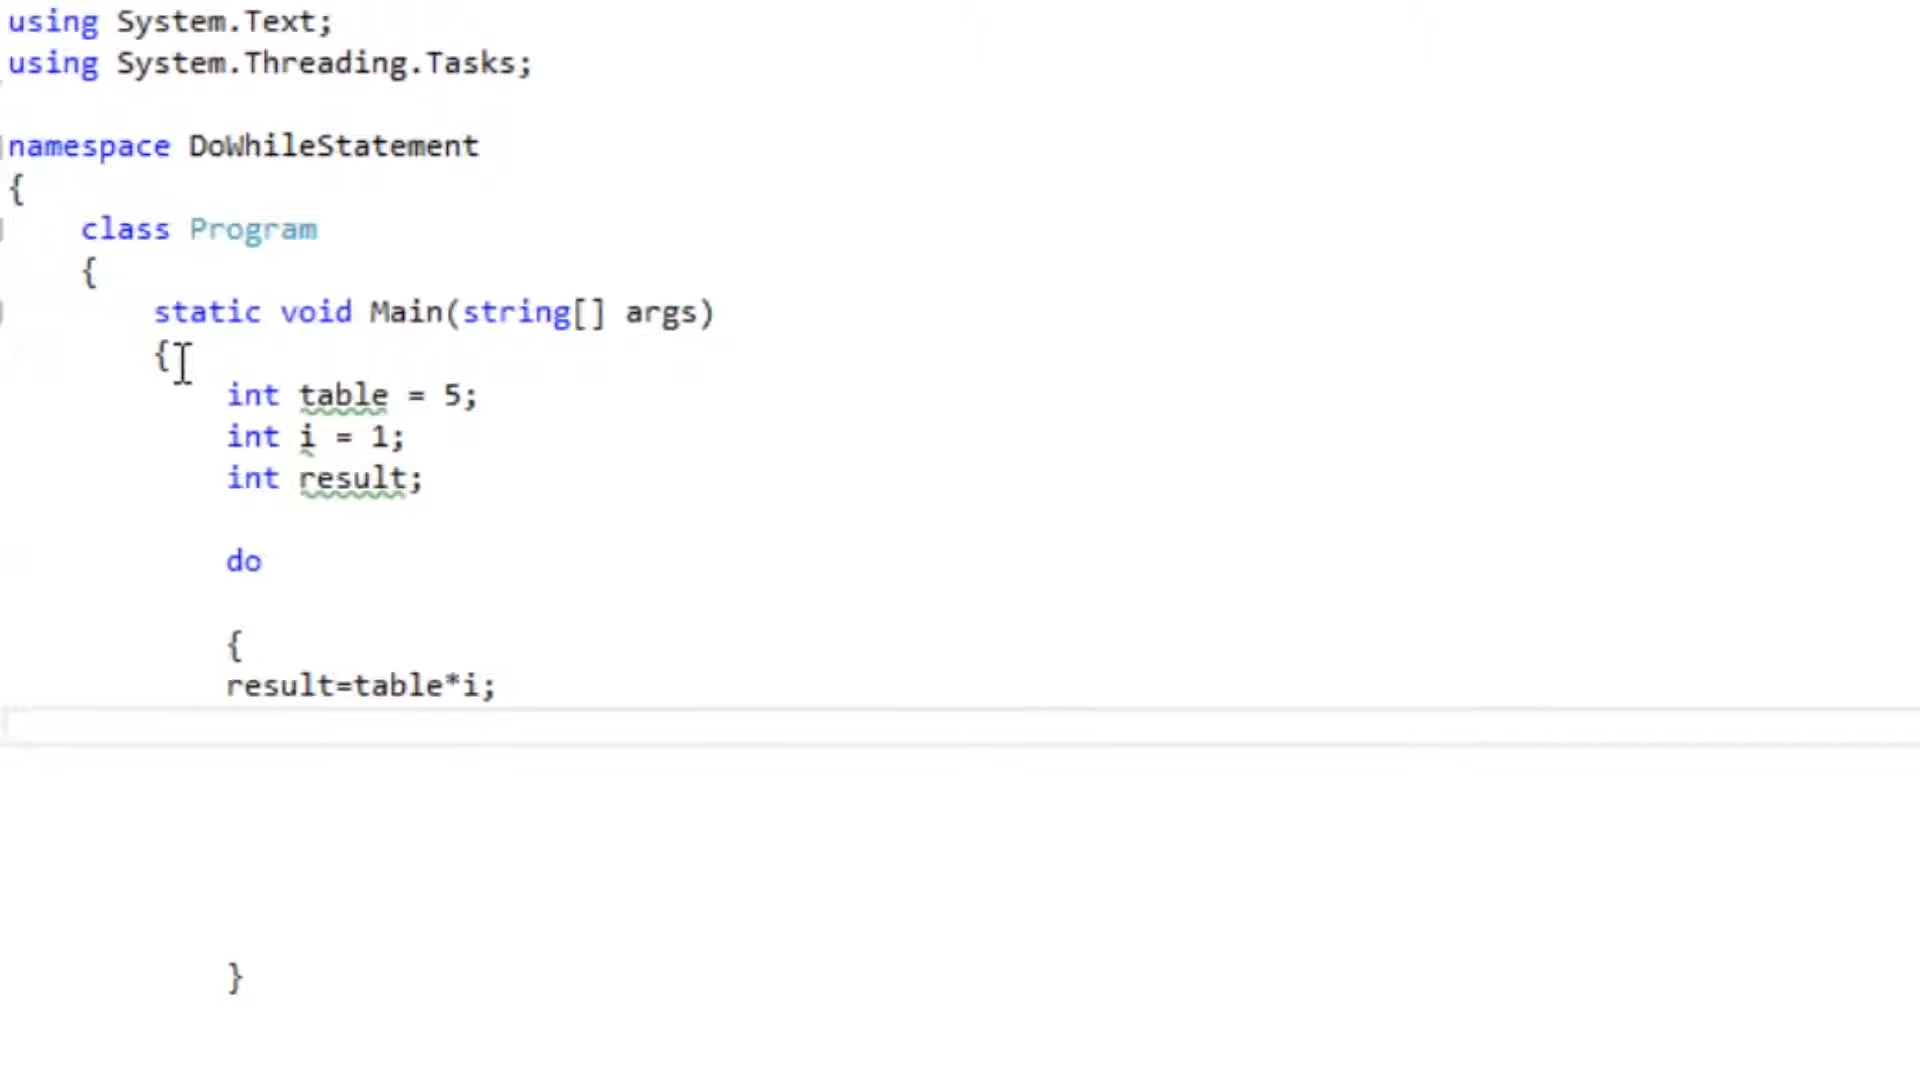 using System.Text;
using System.Threading.Tasks;
namespace DoWhileStatement
{
class Program
{
static void Main(string[] args)
{
int table = 5;
int i = 1;
int result;
do
{
result=table*i;
}